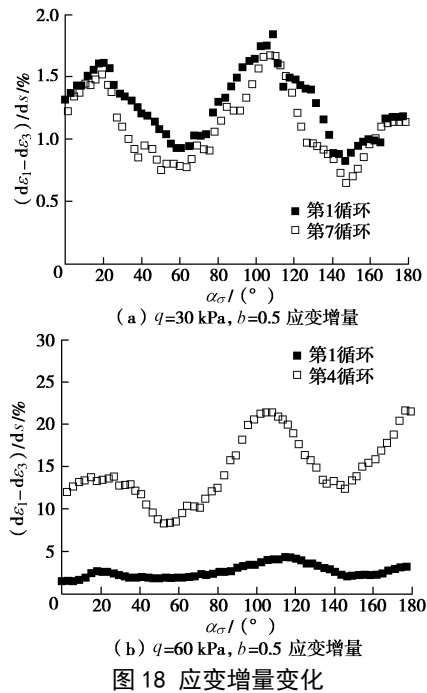 2.0
1.5
1.0
0.5
(dε₁−dε₃)/ds/%
■ 第1循环
□ 第7循环
0 20 40 60 80 100 120 140 160 180
α_σ/(°)
(a) q=30 kPa, b=0.5 应变增量
30
25
20
15
10
5
(dε₁−dε₃)/ds/%
■ 第1循环
□ 第4循环
0 20 40 60 80 100 120 140 160 180
α_σ/(°)
(b) q=60 kPa, b=0.5 应变增量
图 18 应变增量变化